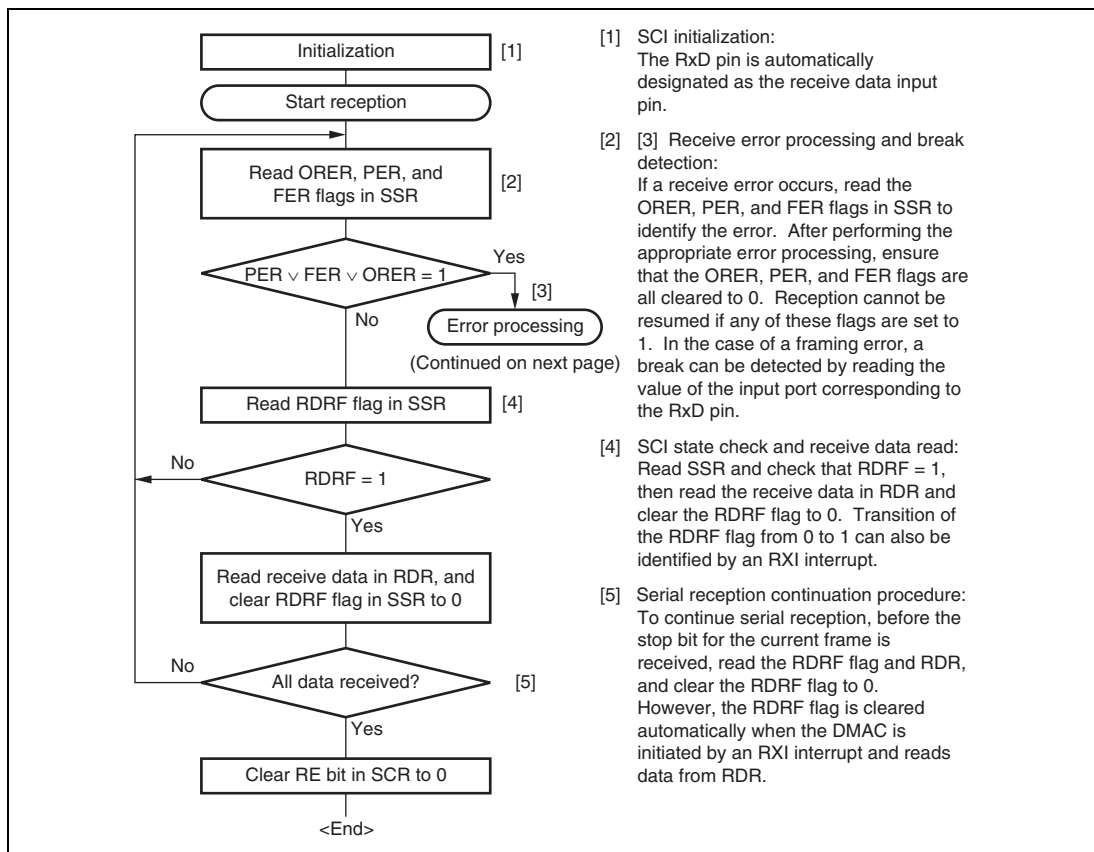 Initialization [1]
Start reception
Read ORER, PER, and
FER flags in SSR
[2]
PER ∨ FER ∨ ORER = 1
Yes
[3]
No
Error processing
(Continued on next page)
Read RDRF flag in SSR [4]
No
RDRF = 1
Yes
Read receive data in RDR, and
clear RDRF flag in SSR to 0
No
All data received? [5]
Yes
Clear RE bit in SCR to 0
<End>
[1] SCI initialization:
The RxD pin is automatically
designated as the receive data input
pin.
[2] [3] Receive error processing and break
detection:
If a receive error occurs, read the
ORER, PER, and FER flags in SSR to
identify the error. After performing the
appropriate error processing, ensure
that the ORER, PER, and FER flags are
all cleared to 0. Reception cannot be
resumed if any of these flags are set to
1. In the case of a framing error, a
break can be detected by reading the
value of the input port corresponding to
the RxD pin.
[4] SCI state check and receive data read:
Read SSR and check that RDRF = 1,
then read the receive data in RDR and
clear the RDRF flag to 0. Transition of
the RDRF flag from 0 to 1 can also be
identified by an RXI interrupt.
[5] Serial reception continuation procedure:
To continue serial reception, before the
stop bit for the current frame is
received, read the RDRF flag and RDR,
and clear the RDRF flag to 0.
However, the RDRF flag is cleared
automatically when the DMAC is
initiated by an RXI interrupt and reads
data from RDR.